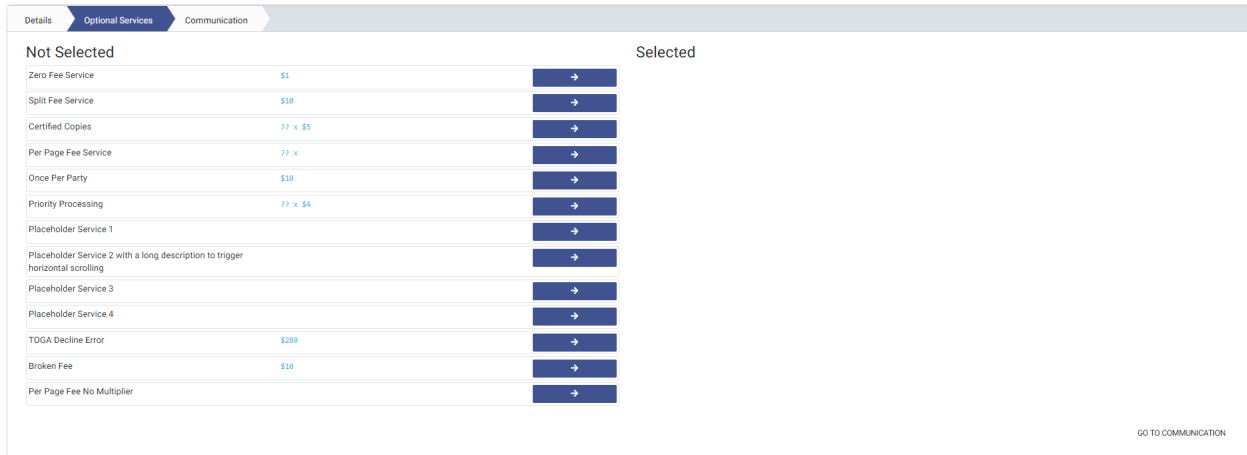 Details
Optional Services
Communication
Not Selected
Selected
Zero Fee Service $1
Split Fee Service $10
Certified Copies ?? x $5
Per Page Fee Service ?? x
Once Per Party $10
Priority Processing ?? x $4
Placeholder Service 1
Placeholder Service 2 with a long description to trigger
horizontal scrolling
Placeholder Service 3
Placeholder Service 4
TOGA Decline Error $280
Broken Fee $10
Per Page Fee No Multiplier
GO TO COMMUNICATION